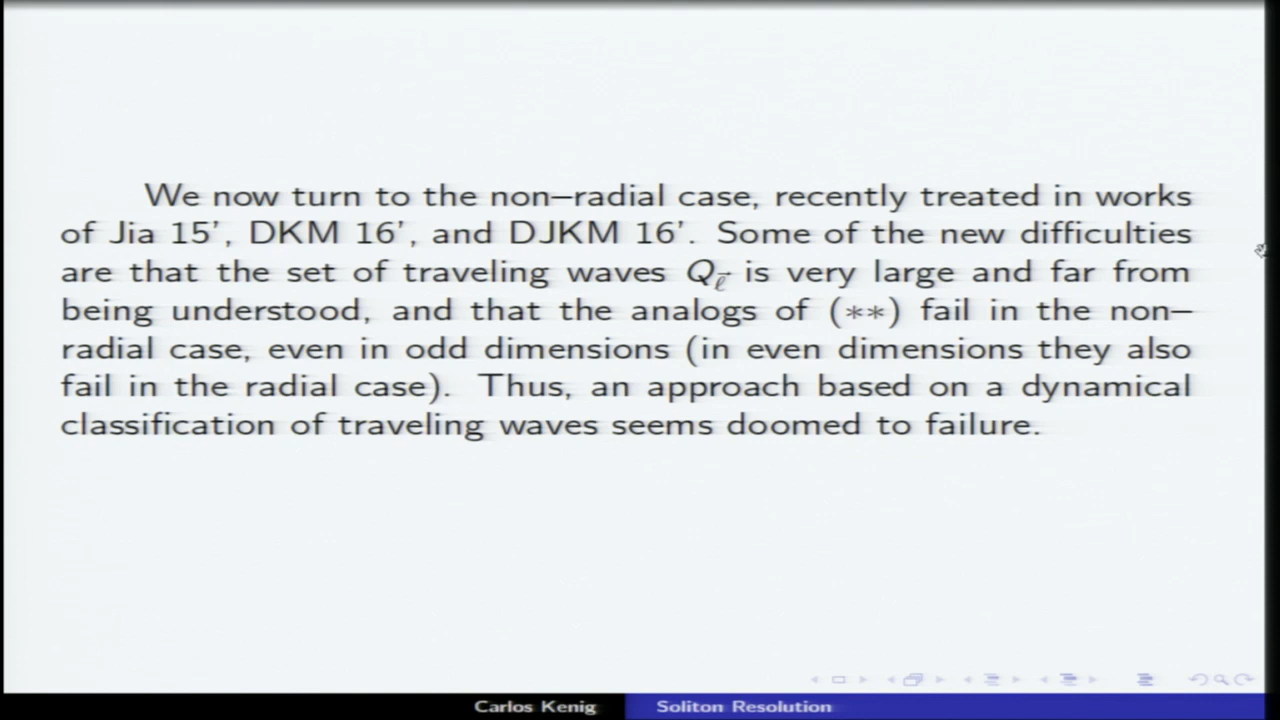 We now turn to the non–radial case, recently treated in works
of Jia 15’, DKM 16’, and DJKM 16’. Some of the new difficulties
are that the set of traveling waves Q_{\vec{\ell}} is very large and far from
being understood, and that the analogs of (∗∗) fail in the non–
radial case, even in odd dimensions (in even dimensions they also
fail in the radial case). Thus, an approach based on a dynamical
classification of traveling waves seems doomed to failure.
Carlos Kenig Soliton Resolution